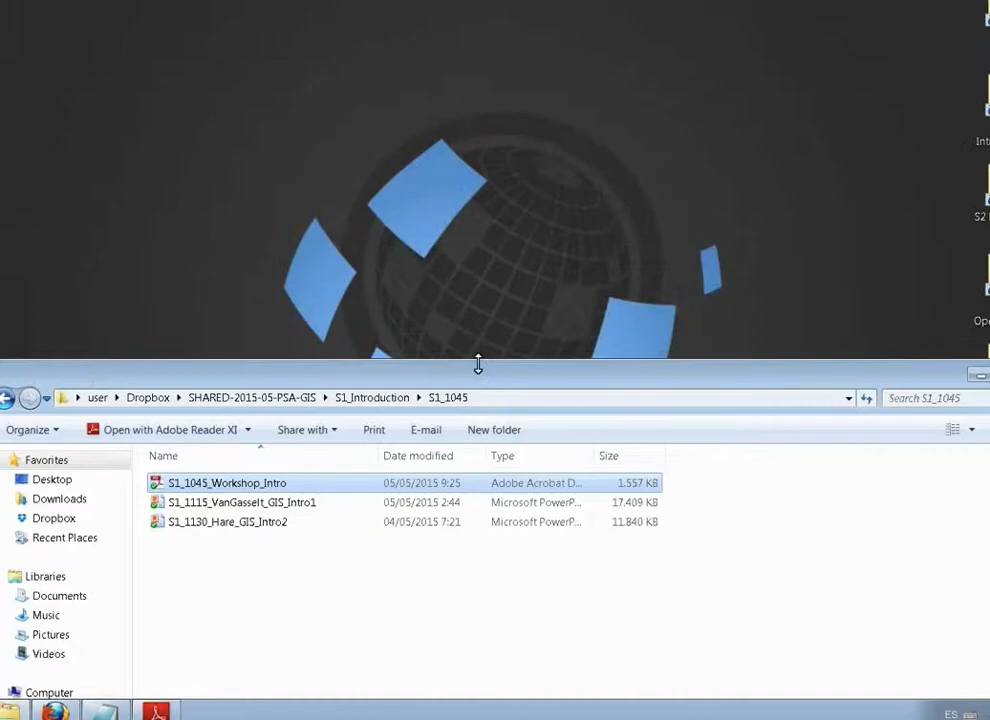 Int
S2
Ope
user Dropbox SHARED-2015-05-PSA-GIS S1_Introduction S1_1045 Search S1_1045
Organize Open with Adobe Reader XI Share with Print E-mail New folder
Favorites
Desktop
Downloads
Dropbox
Recent Places
Libraries
Documents
Music
Pictures
Videos
Computer
Name Date modified Type Size
S1_1045_Workshop_Intro 05/05/2015 9:25 Adobe Acrobat D... 1.557 KB
S1_1115_VanGasselt_GIS_Intro1 05/05/2015 2:44 Microsoft PowerP... 17.409 KB
S1_1130_Hare_GIS_Intro2 04/05/2015 7:21 Microsoft PowerP... 11.840 KB
ES